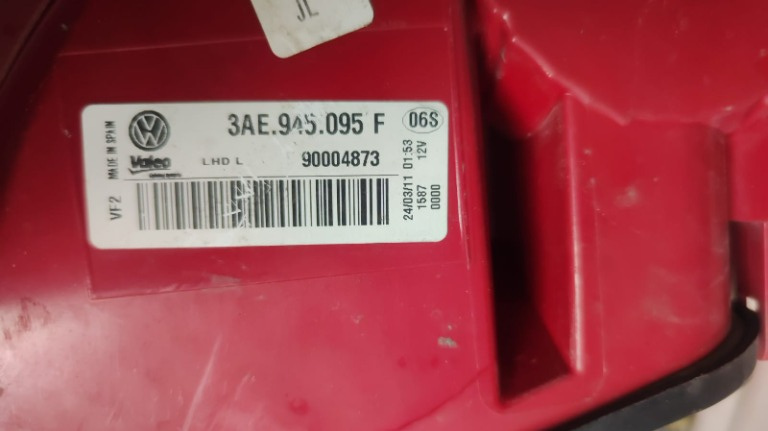 JL
3AE.945.095 F
06S
MADE IN SPAIN
Valeo
LHD L
90004873
VF2
24/03/11 01:53
1587 12V
0000